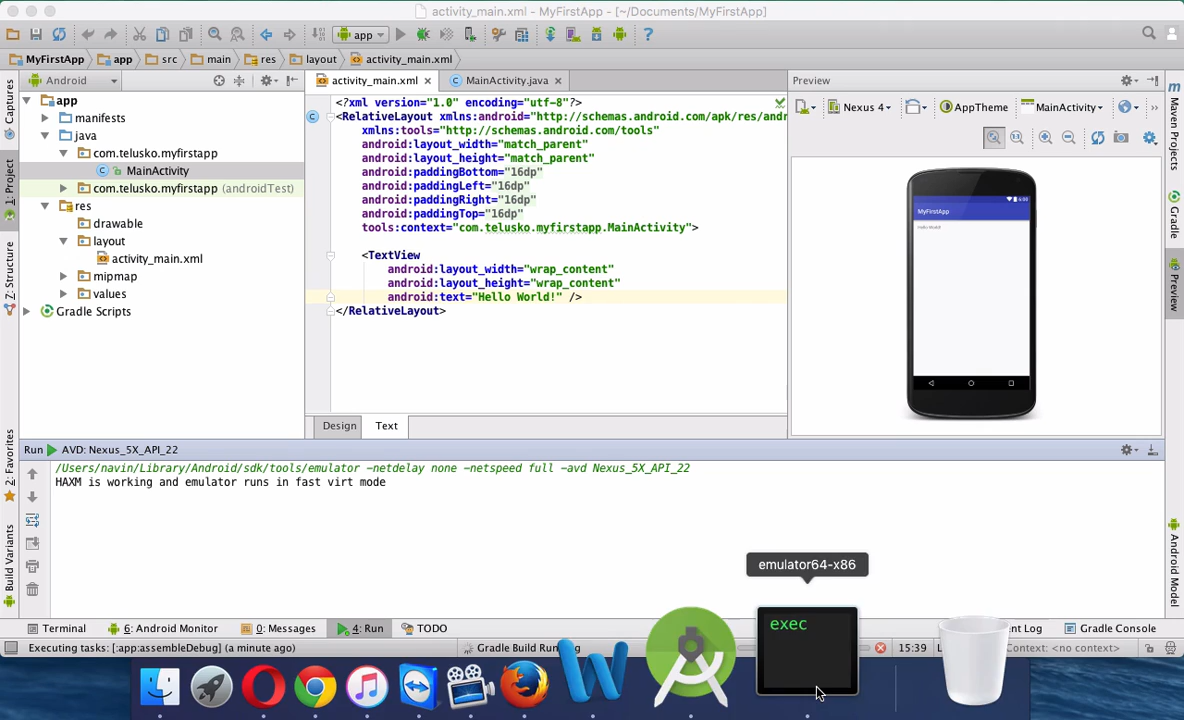 activity_main.xml - MyFirstApp - [~/Documents/MyFirstApp]
app
MyFirstApp app src main res layout activity_main.xml
Android
activity_main.xml MainActivity.java
Preview
Nexus 4 AppTheme MainActivity
app
manifests
java
com.telusko.myfirstapp
MainActivity
com.telusko.myfirstapp (androidTest)
res
drawable
layout
activity_main.xml
mipmap
values
Gradle Scripts
<?xml version="1.0" encoding="utf-8"?>
<RelativeLayout xmlns:android="http://schemas.android.com/apk/res/andr
xmlns:tools="http://schemas.android.com/tools"
android:layout_width="match_parent"
android:layout_height="match_parent"
android:paddingBottom="16dp"
android:paddingLeft="16dp"
android:paddingRight="16dp"
android:paddingTop="16dp"
tools:context="com.telusko.myfirstapp.MainActivity">
<TextView
android:layout_width="wrap_content"
android:layout_height="wrap_content"
android:text="Hello World!" />
</RelativeLayout>
Design Text
MyFirstApp
Hello World!
Captures
1: Project
Z: Structure
2: Favorites
Build Variants
Maven Projects
Gradle
Preview
Android Model
Run AVD: Nexus_5X_API_22
/Users/navin/Library/Android/sdk/tools/emulator -netdelay none -netspeed full -avd Nexus_5X_API_22
HAXM is working and emulator runs in fast virt mode
emulator64-x86
exec
Terminal 6: Android Monitor 0: Messages 4: Run TODO nt Log Gradle Console
Executing tasks: [:app:assembleDebug] (a minute ago) Gradle Build Runn 15:39 Context: <no context>